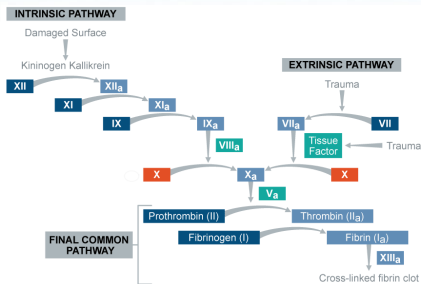 INTRINSIC PATHWAY
Damaged Surface
Kininogen Kallikrein
XII
XIIa
XI
XIa
IX
IXa
VIIIa
EXTRINSIC PATHWAY
Trauma
VIIa
VII
Tissue
Factor
Trauma
X
Xa
X
Va
FINAL COMMON
PATHWAY
Prothrombin (II)
Thrombin (IIa)
Fibrinogen (I)
Fibrin (Ia)
XIIIa
Cross-linked fibrin clot